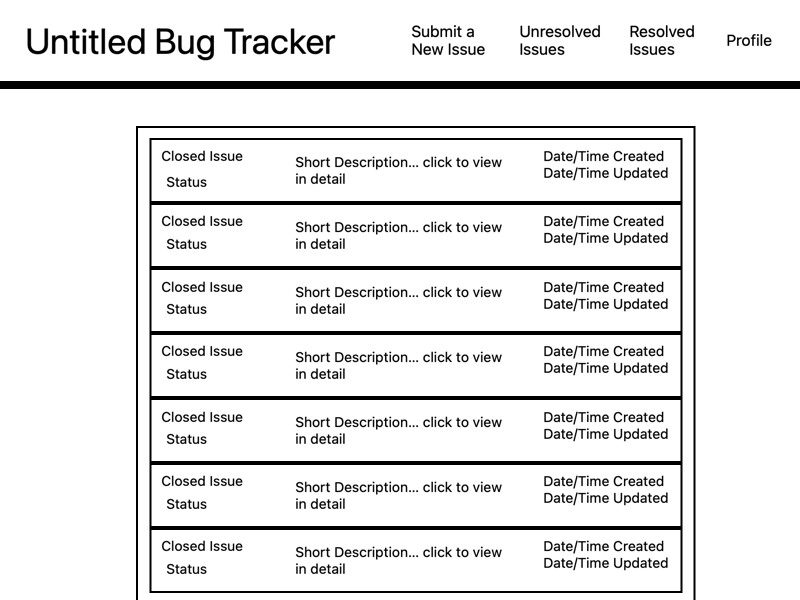 Untitled Bug Tracker
Submit a
New Issue
Unresolved
Issues
Resolved
Issues
Profile
Closed Issue
Status
Short Description... click to view
in detail
Date/Time Created
Date/Time Updated
Closed Issue
Status
Short Description... click to view
in detail
Date/Time Created
Date/Time Updated
Closed Issue
Status
Short Description... click to view
in detail
Date/Time Created
Date/Time Updated
Closed Issue
Status
Short Description... click to view
in detail
Date/Time Created
Date/Time Updated
Closed Issue
Status
Short Description... click to view
in detail
Date/Time Created
Date/Time Updated
Closed Issue
Status
Short Description... click to view
in detail
Date/Time Created
Date/Time Updated
Closed Issue
Status
Short Description... click to view
in detail
Date/Time Created
Date/Time Updated